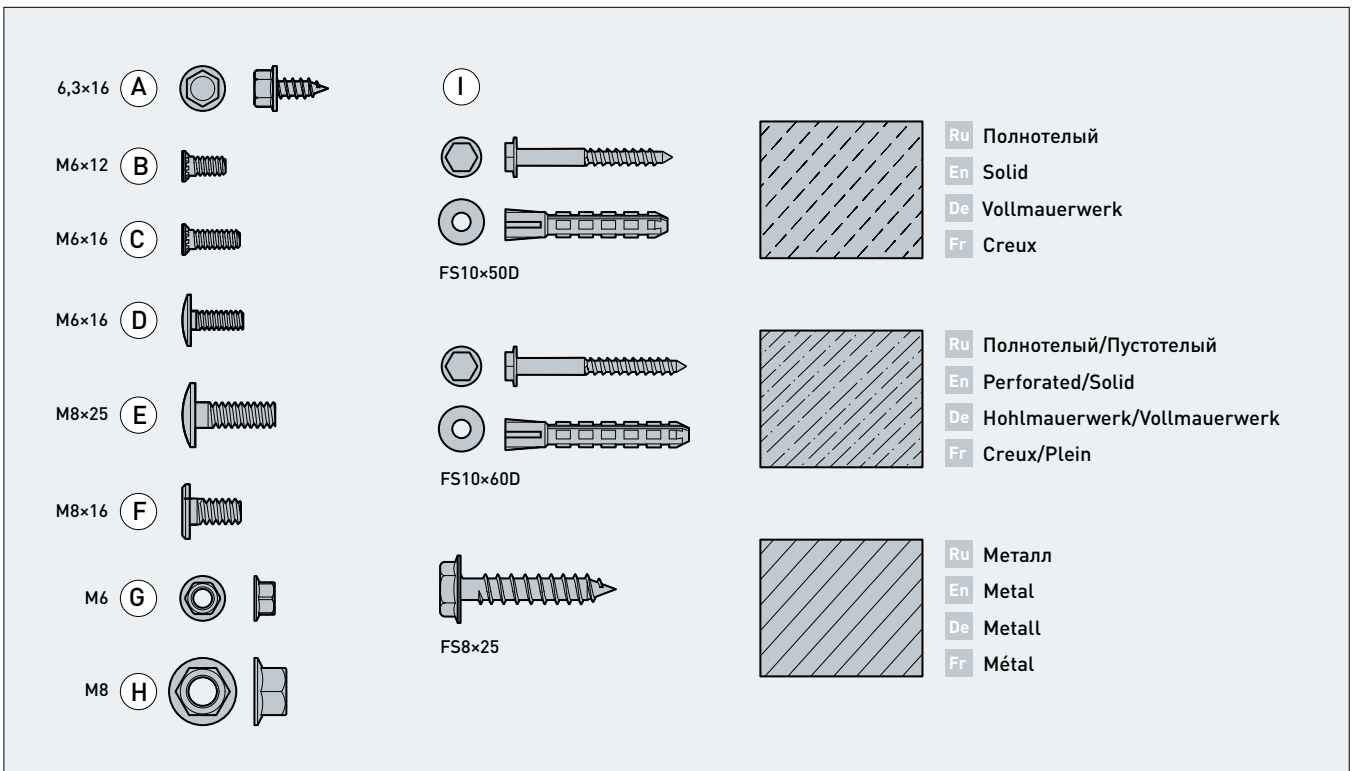 6,3×16 A
M6×12 B
M6×16 C
M6×16 D
M8×25 E
M8×16 F
M6 G
M8 H
I
FS10×50D
FS10×60D
FS8×25
Ru Полнотелый
En Solid
De Vollmauerwerk
Fr Creux
Ru Полнотелый/Пустотелый
En Perforated/Solid
De Hohlmauerwerk/Vollmauerwerk
Fr Creux/Plein
Ru Металл
En Metal
De Metall
Fr Métal